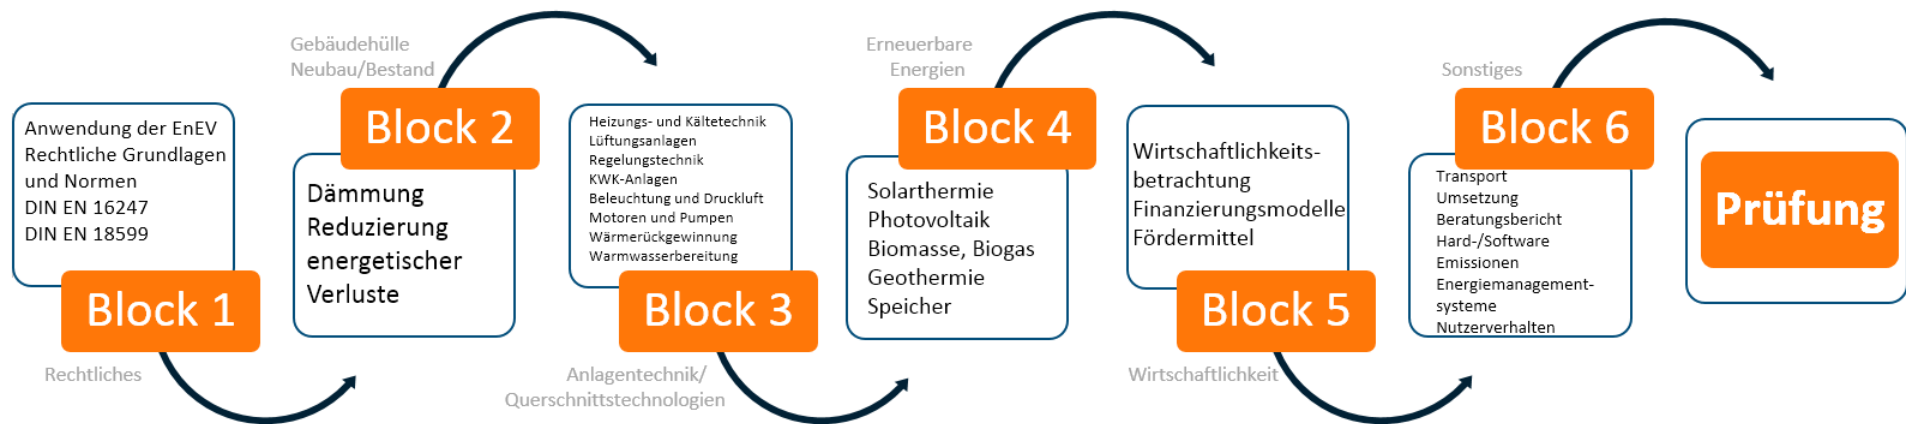 Anwendung der EnEV
Rechtliche Grundlagen
und Normen
DIN EN 16247
DIN EN 18599
Block 1
Rechtliches
Gebäudehülle
Neubau/Bestand
Block 2
Dämmung
Reduzierung
energetischer
Verluste
Heizungs- und Kältetechnik
Lüftungsanlagen
Regelungstechnik
KWK-Anlagen
Beleuchtung und Druckluft
Motoren und Pumpen
Wärmerückgewinnung
Warmwasserbereitung
Block 3
Anlagentechnik/
Querschnittstechnologien
Erneuerbare
Energien
Block 4
Solarthermie
Photovoltaik
Biomasse, Biogas
Geothermie
Speicher
Wirtschaftlichkeits-
betrachtung
Finanzierungsmodelle
Fördermittel
Block 5
Wirtschaftlichkeit
Sonstiges
Block 6
Transport
Umsetzung
Beratungsbericht
Hard-/Software
Emissionen
Energiemanagement-
systeme
Nutzerverhalten
Prüfung